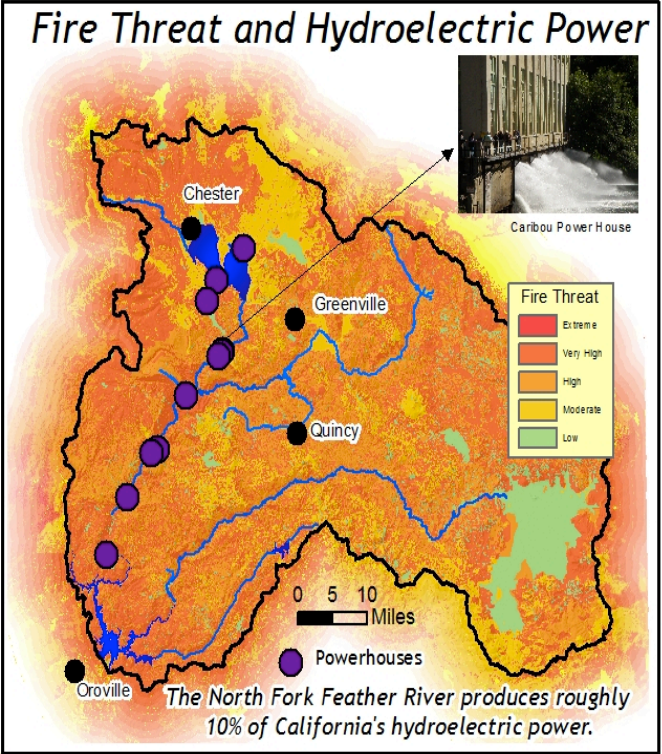 Fire Threat and Hydroelectric Power
Caribou Power House
Chester
Greenville
Fire Threat
Extreme
Very High
High
Moderate
Low
Quincy
0 5 10
Miles
Powerhouses
Oroville
The North Fork Feather River produces roughly
10% of California's hydroelectric power.